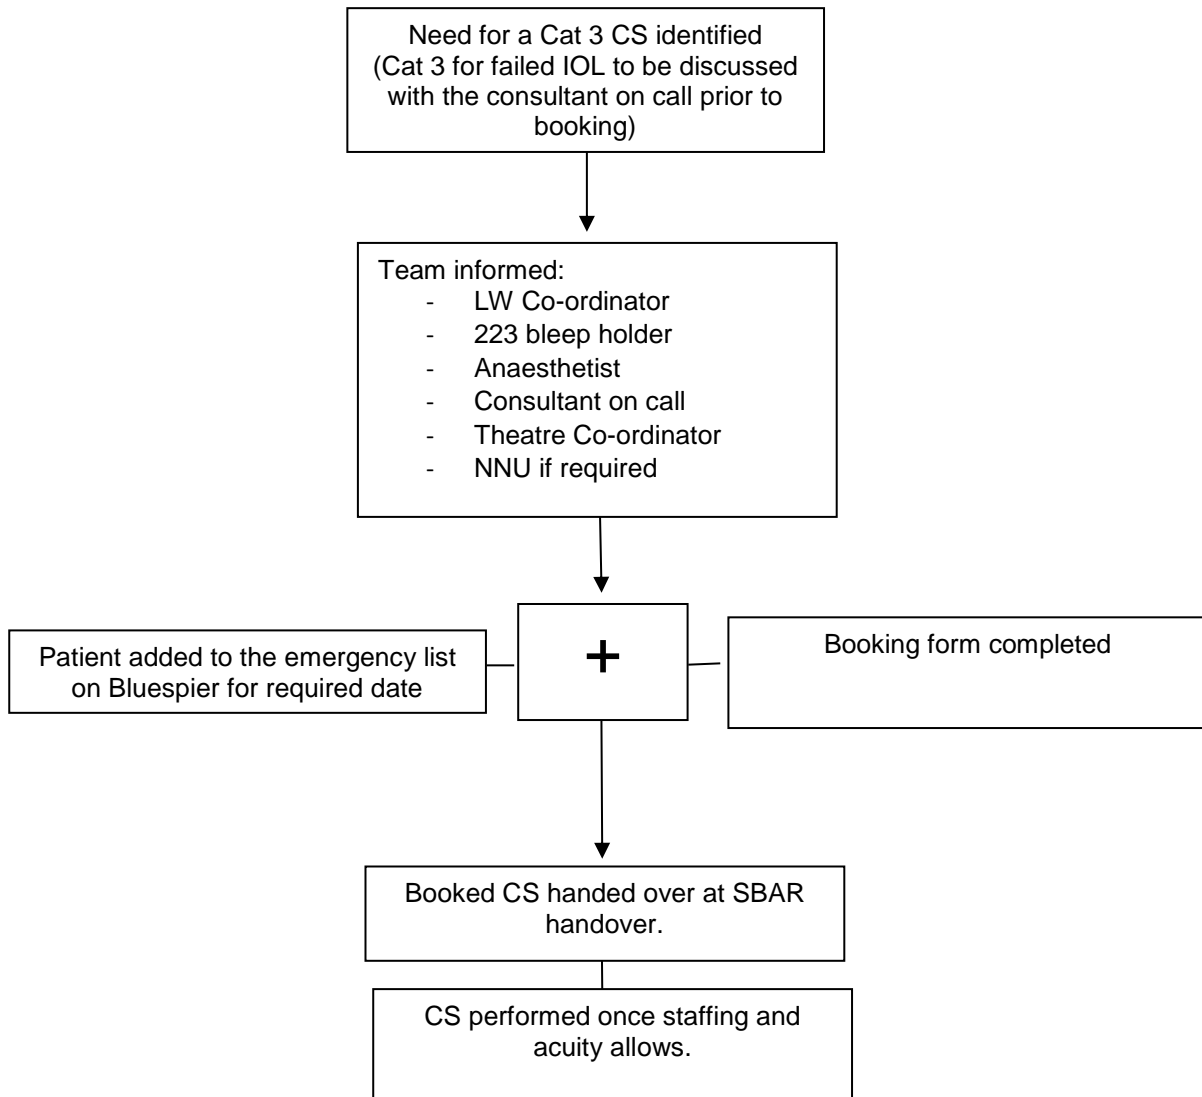 Need for a Cat 3 CS identified
(Cat 3 for failed IOL to be discussed
with the consultant on call prior to
booking)
Team informed:
- LW Co-ordinator
- 223 bleep holder
- Anaesthetist
- Consultant on call
- Theatre Co-ordinator
- NNU if required
Patient added to the emergency list
on Bluespier for required date
+
Booking form completed
Booked CS handed over at SBAR
handover.
CS performed once staffing and
acuity allows.